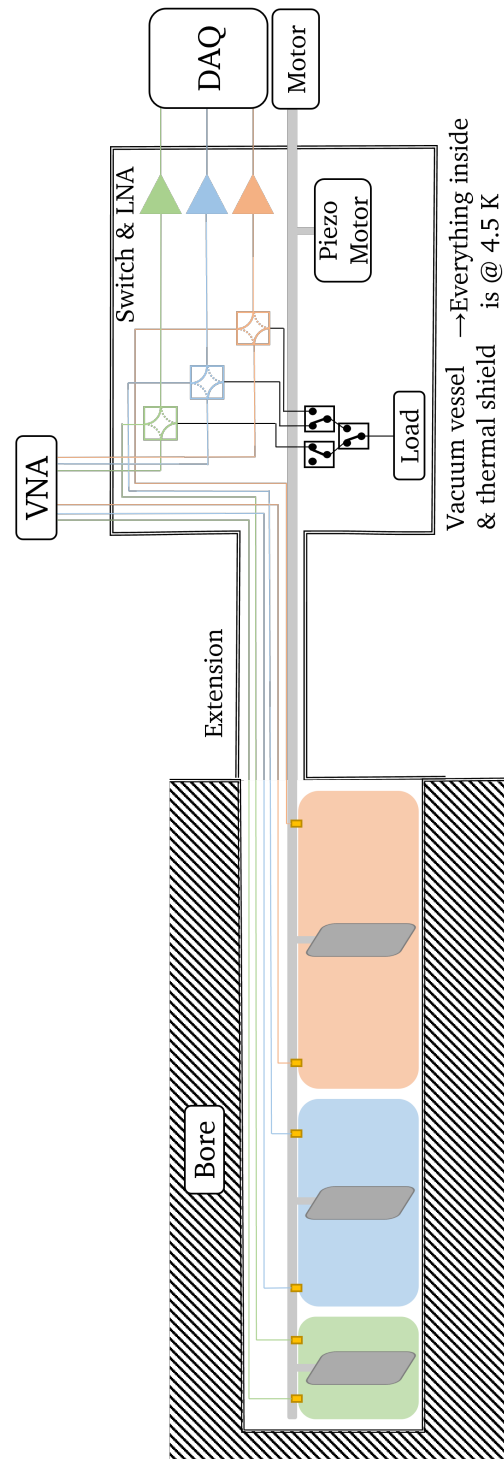 VNA
Switch & LNA
DAQ
Motor
Piezo
Motor
Load
Extension
Bore
Vacuum vessel
& thermal shield
→Everything inside
is @ 4.5 K